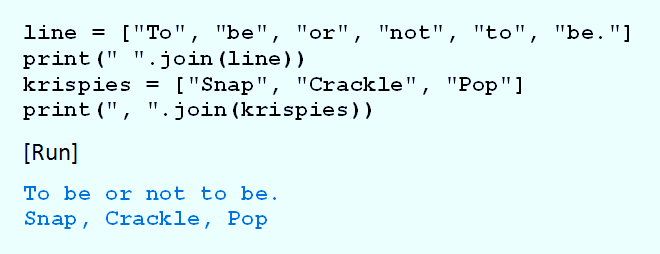 line = ["To", "be", "or", "not", "to", "be."]
print(" ".join(line))
krispies = ["Snap", "Crackle", "Pop"]
print(", ".join(krispies))
[Run]
To be or not to be.
Snap, Crackle, Pop